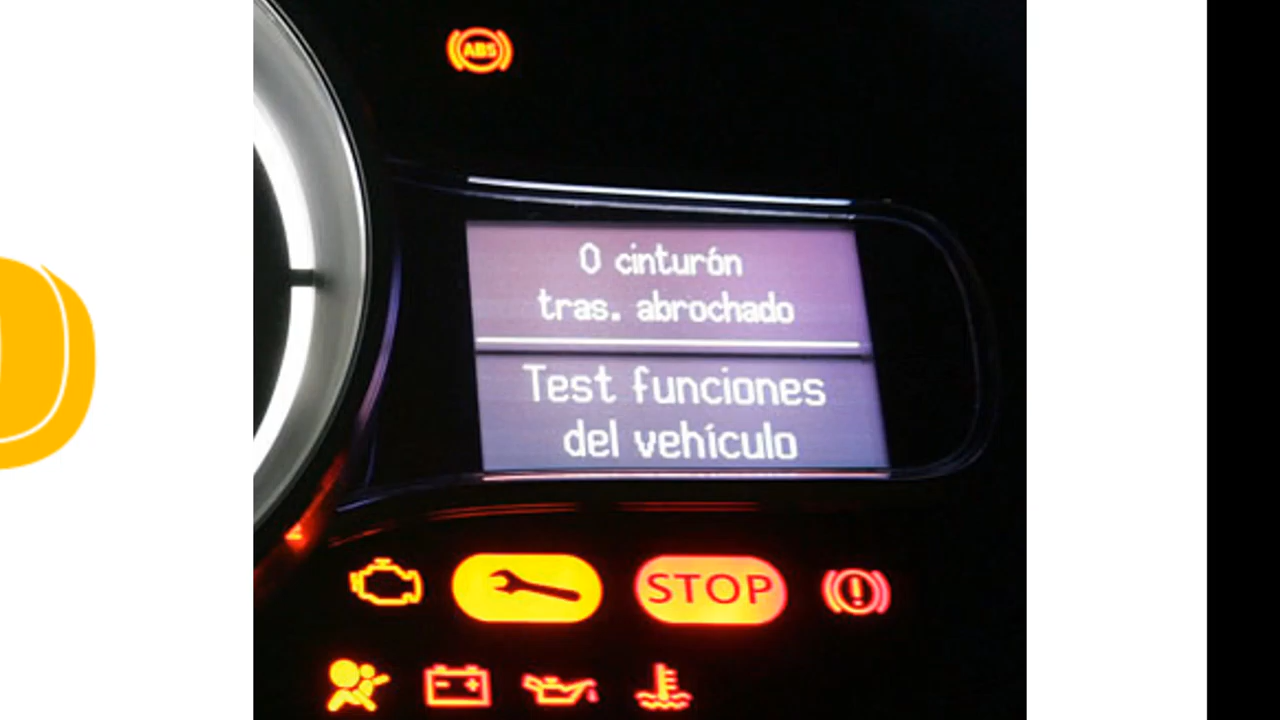 ABS
0 cinturón
tras. abrochado
Test funciones
del vehículo
STOP